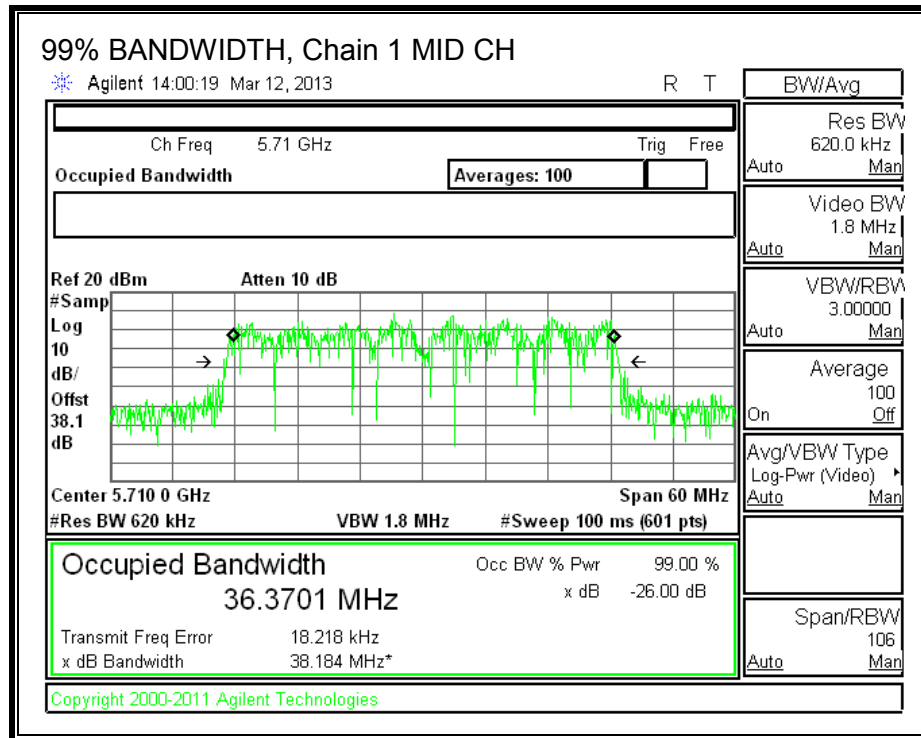 99% BANDWIDTH, Chain 1 MID CH
Agilent 14:00:19 Mar 12, 2013 R T
BW/Avg
Ch Freq 5.71 GHz Trig Free
Occupied Bandwidth Averages: 100
Res BW
620.0 kHz
Auto Man
Video BW
1.8 MHz
Auto Man
VBW/RBW
3.00000
Auto Man
Average
100
On Off
Avg/VBW Type
Log-Pwr (Video)
Auto Man
Span/RBW
106
Auto Man
Ref 20 dBm Atten 10 dB
#Samp
Log
10
dB/
Offst
38.1
dB
Center 5.710 0 GHz Span 60 MHz
#Res BW 620 kHz VBW 1.8 MHz #Sweep 100 ms (601 pts)
Occupied Bandwidth Occ BW % Pwr 99.00 %
36.3701 MHz x dB -26.00 dB
Transmit Freq Error 18.218 kHz
x dB Bandwidth 38.184 MHz*
Copyright 2000-2011 Agilent Technologies